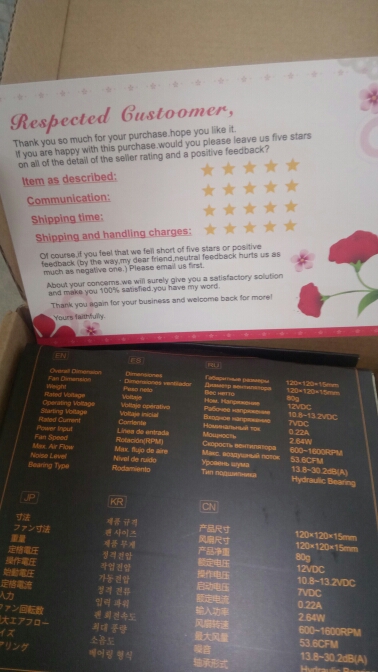 Respected Custoomer,
Thank you so much for your purchase.hope you like it.
If you are happy with this purchase.would you please leave us five stars
on all of the detail of the seller rating and a positive feedback?
Item as described: ★ ★ ★ ★ ★
Communication: ★ ★ ★ ★ ★
Shipping time: ★ ★ ★ ★ ★
Shipping and handling charges: ★ ★ ★ ★ ★
Of course,if you feel that we fell short of five stars or positive
feedback (by the way,my dear friend,neutral feedback hurts us as
much as negative one.) Please email us first.
About your concerns.we will surely give you a satisfactory solution
and make you 100% satisfied.you have my word.
Thank you again for your business and welcome back for more!
Yours faithfully.
EN ES RU
Overall Dimension Dimensiones Габаритные размеры 120×120×15mm
Fan Dimension Dimensiones ventilador Диаметр вентилятора 120×120×15mm
Weight Peso neto Вес нетто 80g
Rated Voltage Voltaje Ном. Напряжение 12VDC
Operating Voltage Voltaje operativo Рабочее напряжение 10.8~13.2VDC
Starting Voltage Voltaje inicial Входное напряжение 7VDC
Rated Current Corriente Номинальный ток 0.22A
Power Input Línea de entrada Мощность 2.64W
Fan Speed Rotación(RPM) Скорость вентилятора 600~1600RPM
Max. Air Flow Max. flujo de aire Макс. воздушный поток 53.6CFM
Noise Level Nivel de ruido Уровень шума 13.8~30.2dB(A)
Bearing Type Rodamiento Тип подшипника Hydraulic Bearing
JP KR CN
寸法 제품 규격 产品尺寸 120×120×15mm
ファン寸法 팬 사이즈 风扇尺寸 120×120×15mm
重量 제품 무게 产品净重 80g
定格電圧 정격전압 额定电压 12VDC
操作電圧 작업전압 操作电压 10.8~13.2VDC
始動電圧 가동전압 启动电压 7VDC
定格電流 정격 전류 额定电流 0.22A
入力 입력 파워 输入功率 2.64W
ファン回転数 팬 회전속도 风扇转速 600~1600RPM
最大エアフロー 최대 풍량 最大风量 53.6CFM
イズ 소음도 噪音 13.8~30.2dB(A)
베어링 형식 轴承形式